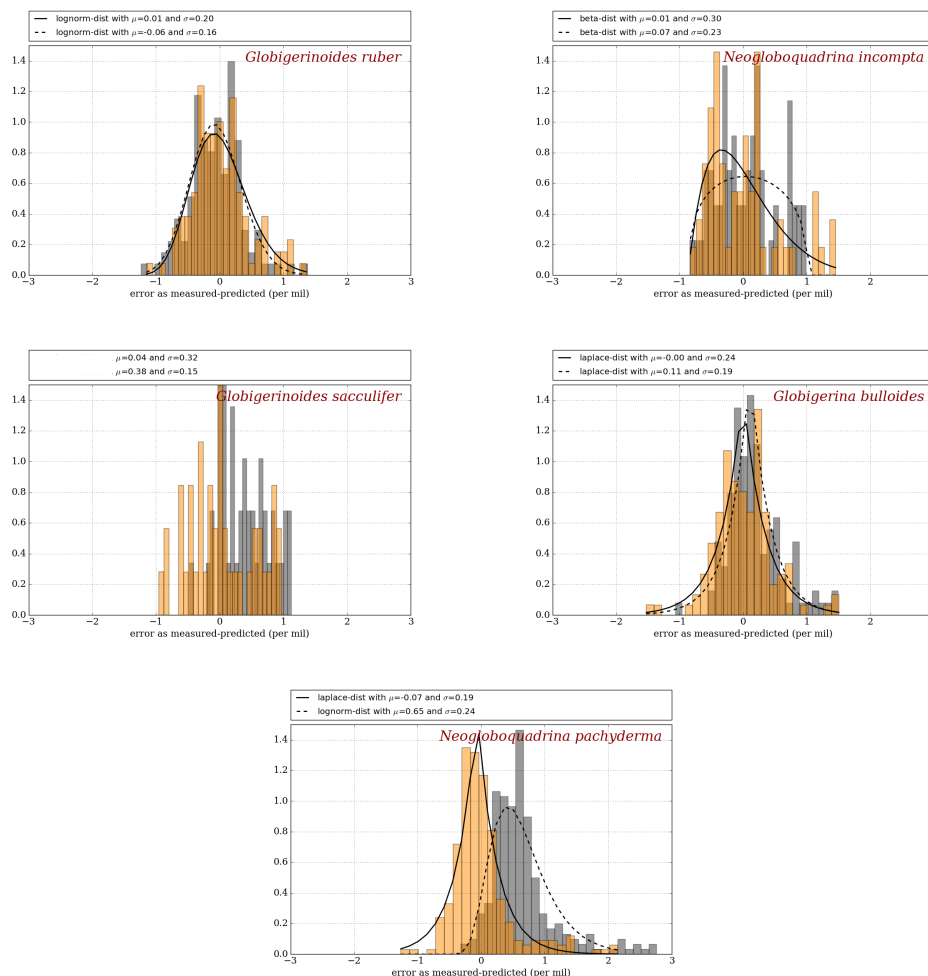 lognorm-dist with μ=0.01 and σ=0.20
lognorm-dist with μ=-0.06 and σ=0.16
Globigerinoides ruber
1.4
1.2
1.0
0.8
0.6
0.4
0.2
0.0
−3 −2 −1 0 1 2 3
error as measured-predicted (per mil)
beta-dist with μ=0.01 and σ=0.30
beta-dist with μ=0.07 and σ=0.23
Neogloboquadrina incompta
1.4
1.2
1.0
0.8
0.6
0.4
0.2
0.0
−3 −2 −1 0 1 2
error as measured-predicted (per mil)
μ=0.04 and σ=0.32
μ=0.38 and σ=0.15
Globigerinoides sacculifer
1.4
1.2
1.0
0.8
0.6
0.4
0.2
0.0
−3 −2 −1 0 1 2 3
error as measured-predicted (per mil)
laplace-dist with μ=-0.00 and σ=0.24
laplace-dist with μ=0.11 and σ=0.19
Globigerina bulloides
1.4
1.2
1.0
0.8
0.6
0.4
0.2
0.0
−3 −2 −1 0 1 2
error as measured-predicted (per mil)
laplace-dist with μ=-0.07 and σ=0.19
lognorm-dist with μ=0.65 and σ=0.24
Neogloboquadrina pachyderma
1.4
1.2
1.0
0.8
0.6
0.4
0.2
0.0
−3 −2 −1 0 1 2 3
error as measured-predicted (per mil)